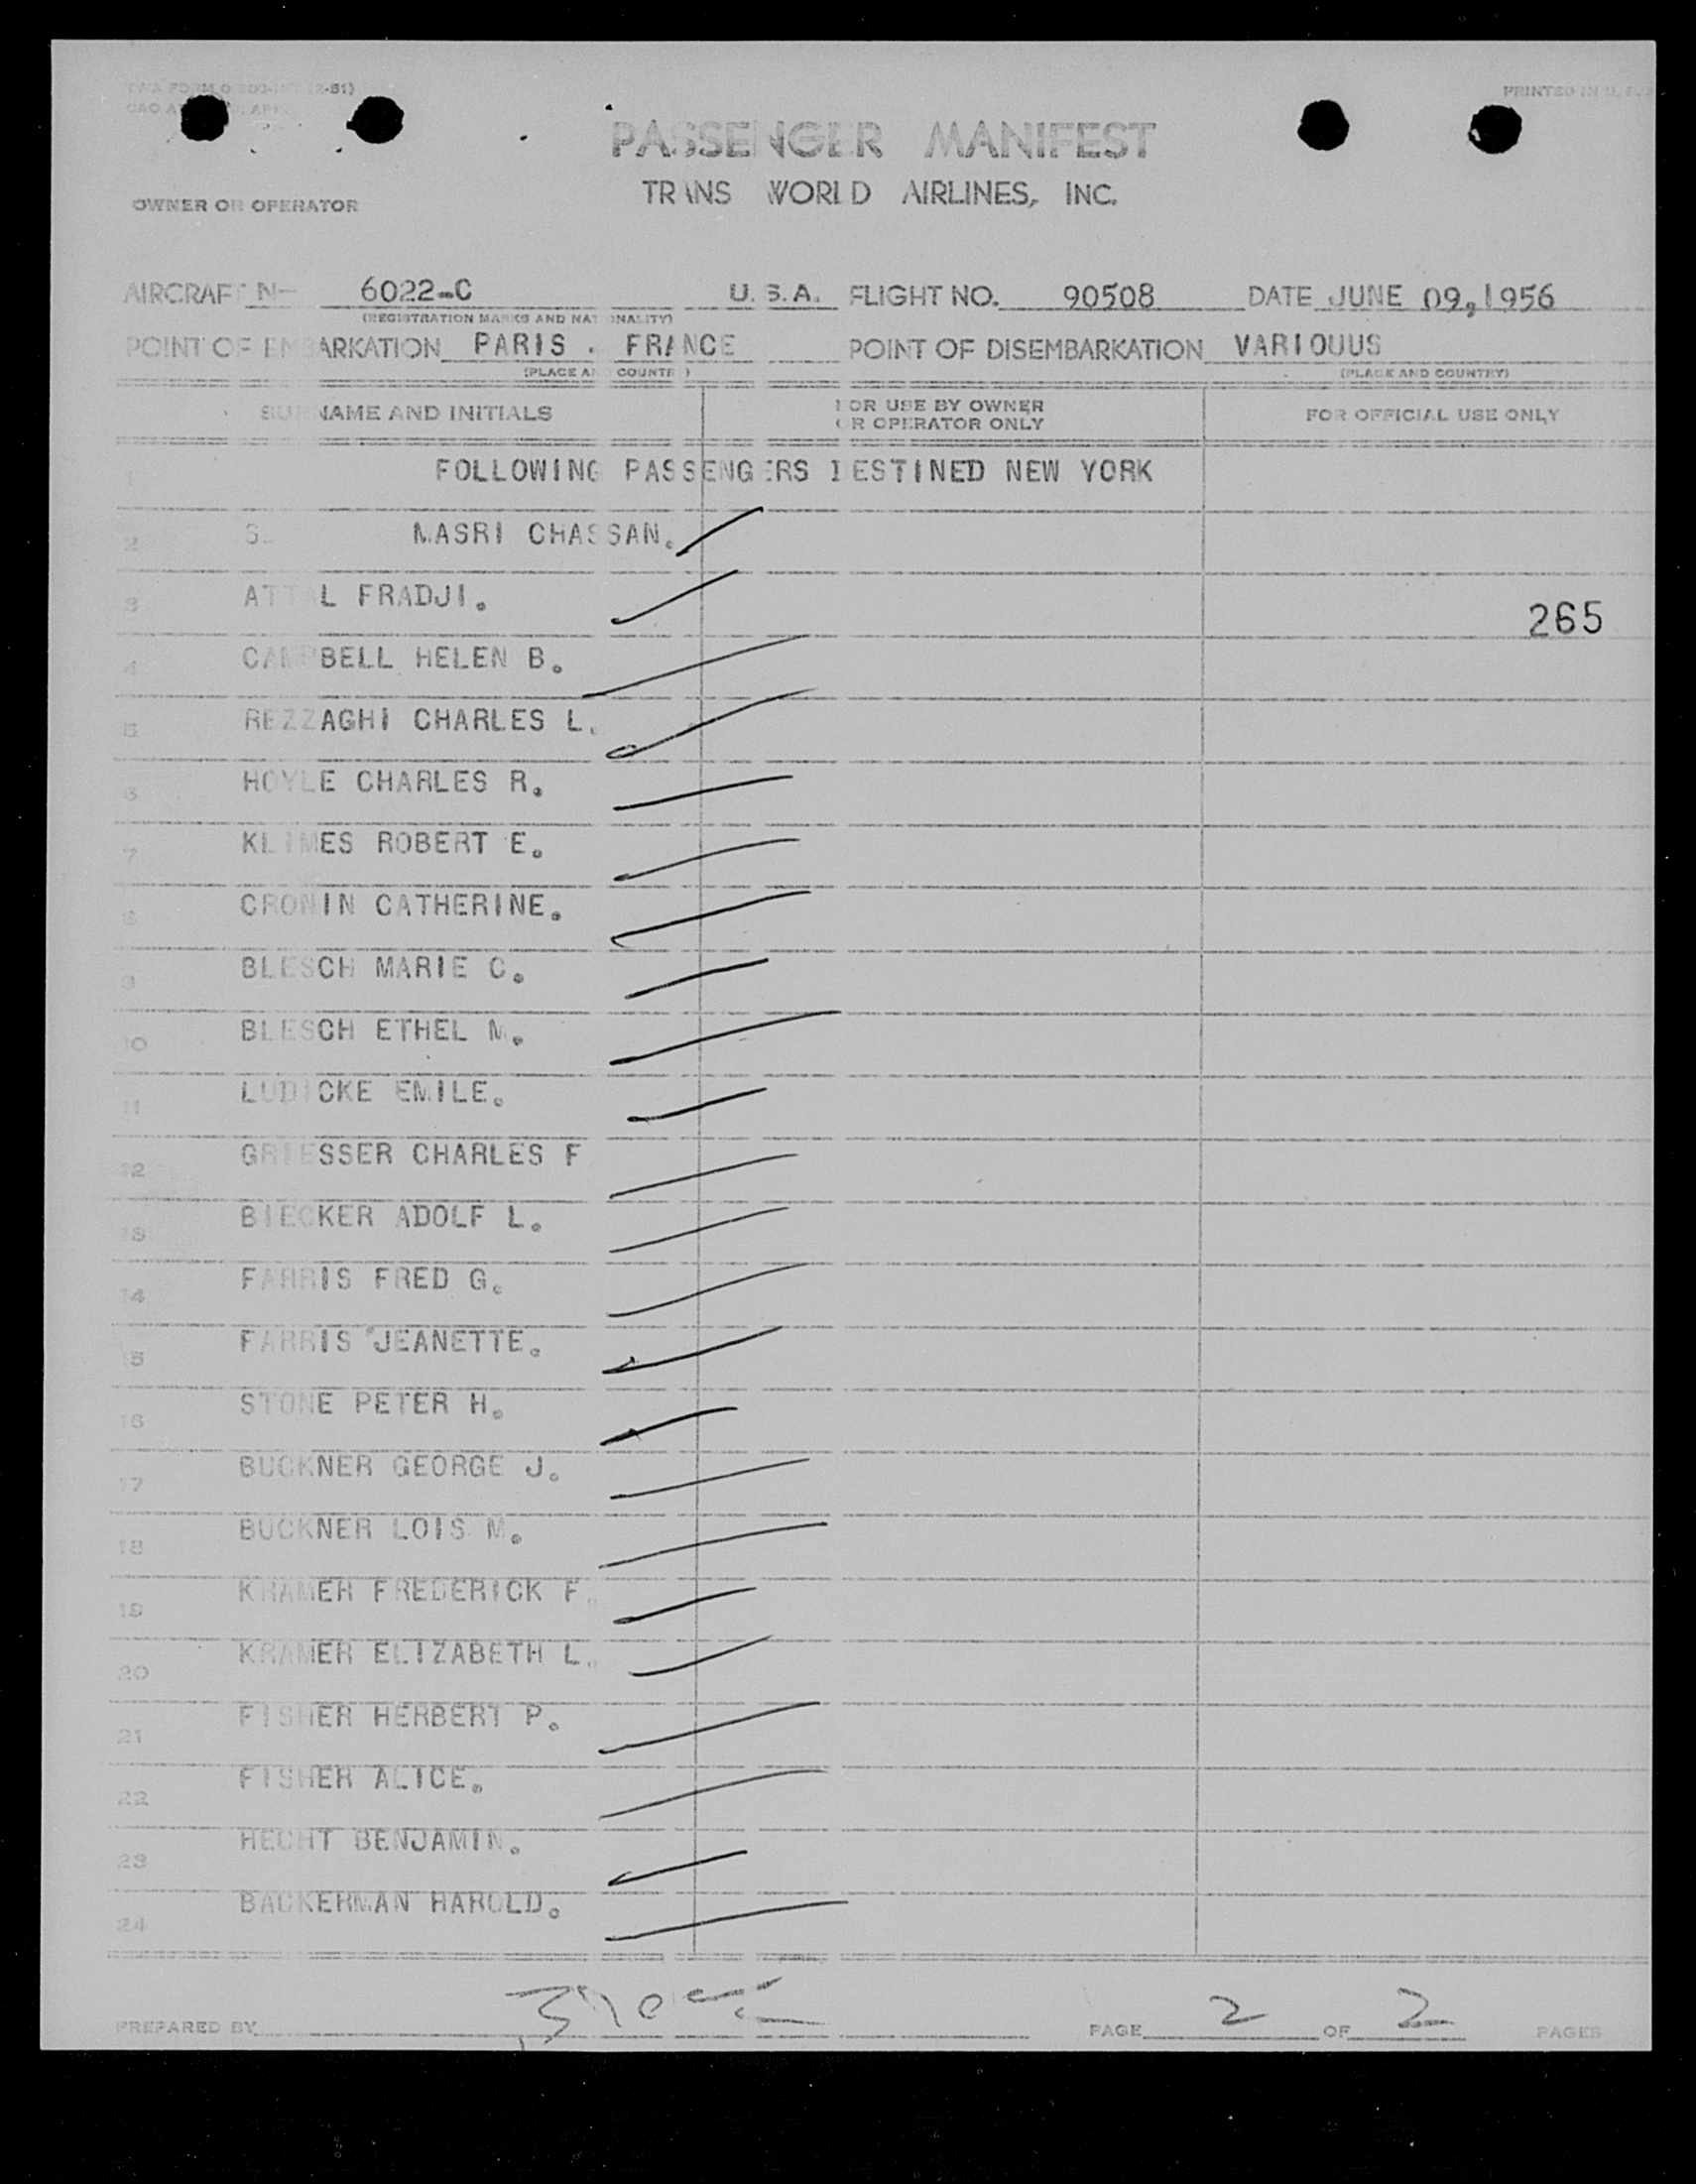 PRINTED IN U.S.
PASSENGER MANIFEST
TRANS WORLD AIRLINES, INC.
OWNER OR OPERATOR
AIRCRAFT N- 6022-C U.S.A. FLIGHT NO. 90508 DATE JUNE 09, 1956
(REGISTRATION MARKS AND NATIONALITY)
POINT OF EMBARKATION PARIS . FRANCE POINT OF DISEMBARKATION VARIOUUS
(PLACE AND COUNTRY) (PLACE AND COUNTRY)
SURNAME AND INITIALS FOR USE BY OWNER OR OPERATOR ONLY FOR OFFICIAL USE ONLY
1 FOLLOWING PASSENGERS DESTINED NEW YORK
2 MASRI CHASSAN.
3 ATTAL FRADJI.
265
4 CAMPBELL HELEN B.
5 REZZAGHI CHARLES L.
6 HOYLE CHARLES R.
7 KLIMES ROBERT E.
8 CRONIN CATHERINE.
9 BLESCH MARIE C.
10 BLESCH ETHEL M.
11 LUDICKE EMILE.
12 GRIESSER CHARLES F
13 BIECKER ADOLF L.
14 FARRIS FRED G.
15 FARRIS JEANETTE.
16 STONE PETER H.
17 BUCKNER GEORGE J.
18 BUCKNER LOIS M.
19 KRAMER FREDERICK F.
20 KRAMER ELIZABETH L.
21 FISHER HERBERT P.
22 FISHER ALICE.
23 HECHT BENJAMIN.
24 BACKERMAN HAROLD.
PREPARED BY PAGE 2 OF 2 PAGES